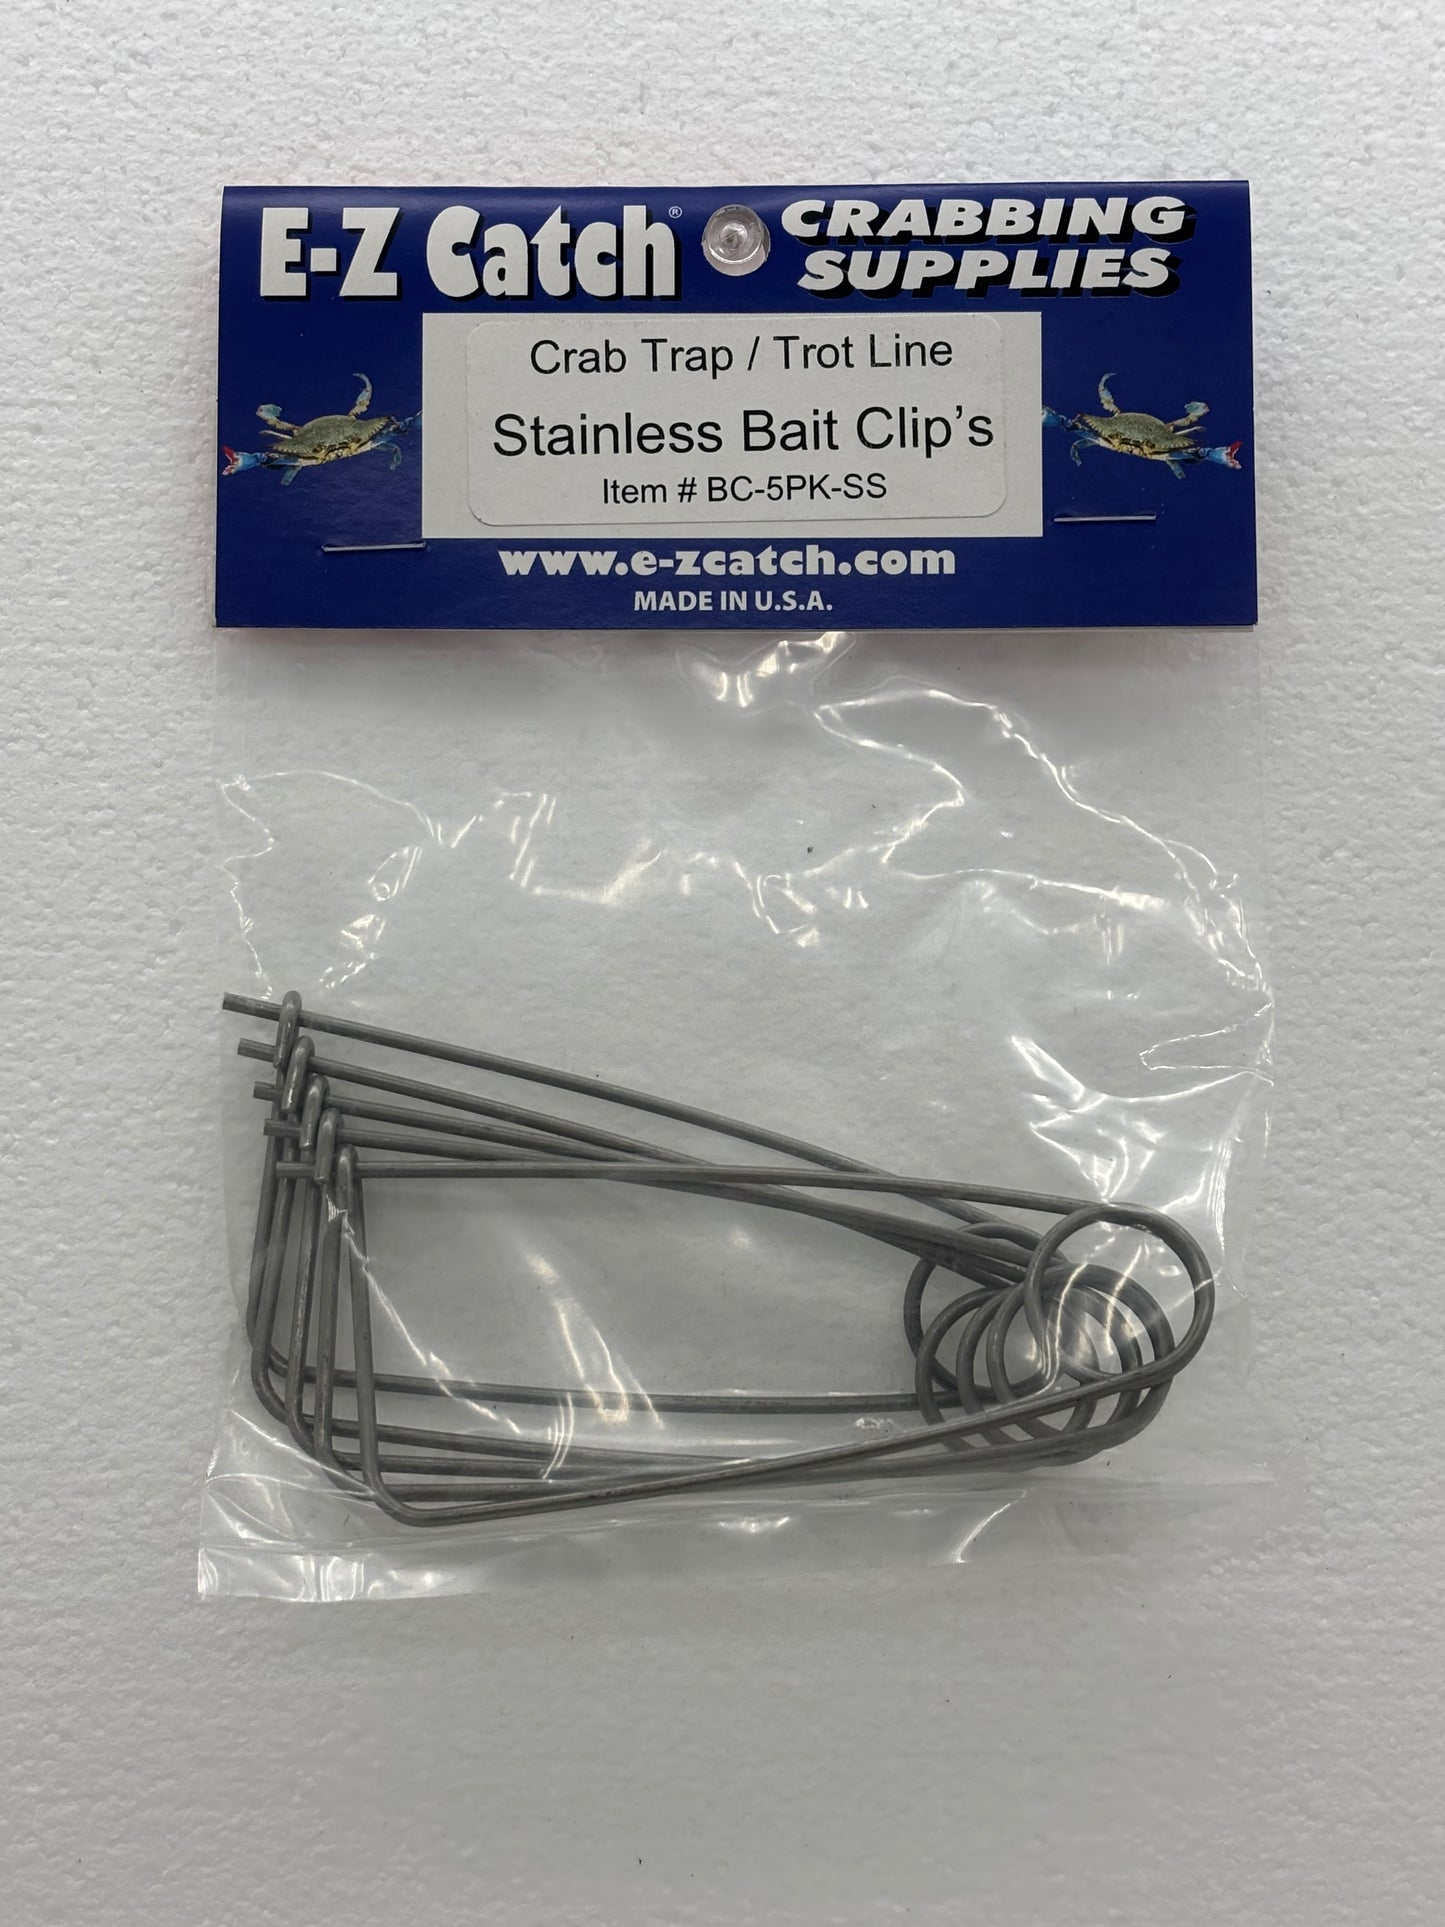 E-Z Catch® CRABBING SUPPLIES
Crab Trap / Trot Line
Stainless Bait Clip’s
Item # BC-5PK-SS
www.e-zcatch.com
MADE IN U.S.A.